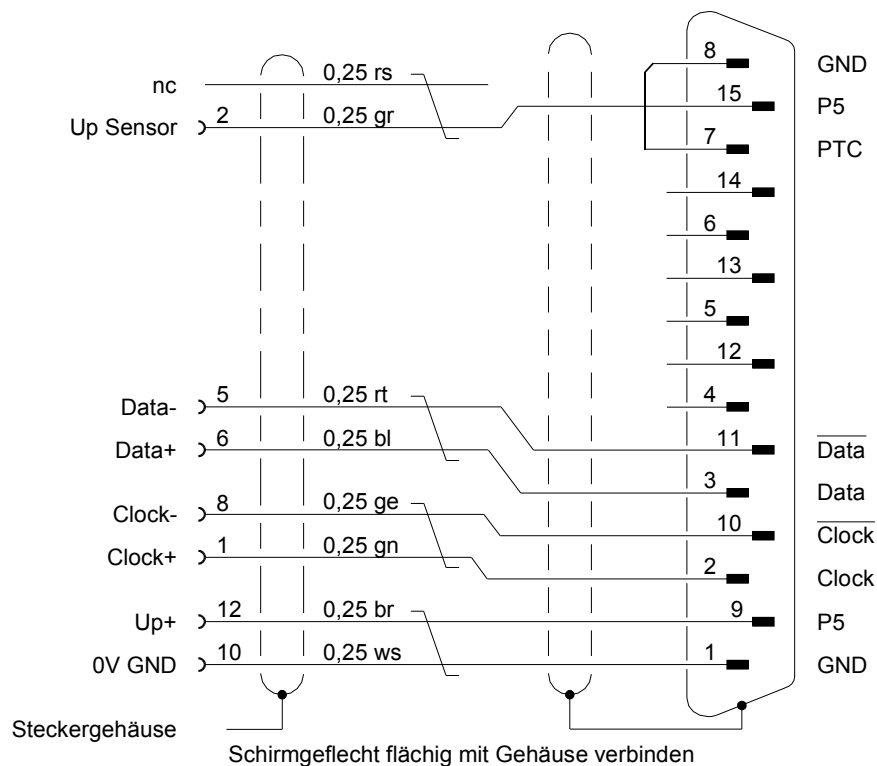 8 GND
nc 0,25 rs
15 P5
Up Sensor 2 0,25 gr
7 PTC
14
6
13
5
12
Data- 5 0,25 rt
4
Data+ 6 0,25 bl
11 D̅a̅t̅a̅
3 Data
Clock- 8 0,25 ge
10 C̅l̅o̅c̅k̅
Clock+ 1 0,25 gn
2 Clock
Up+ 12 0,25 br 9 P5
0V GND 10 0,25 ws 1 GND
Steckergehäuse
Schirmgeflecht flächig mit Gehäuse verbinden